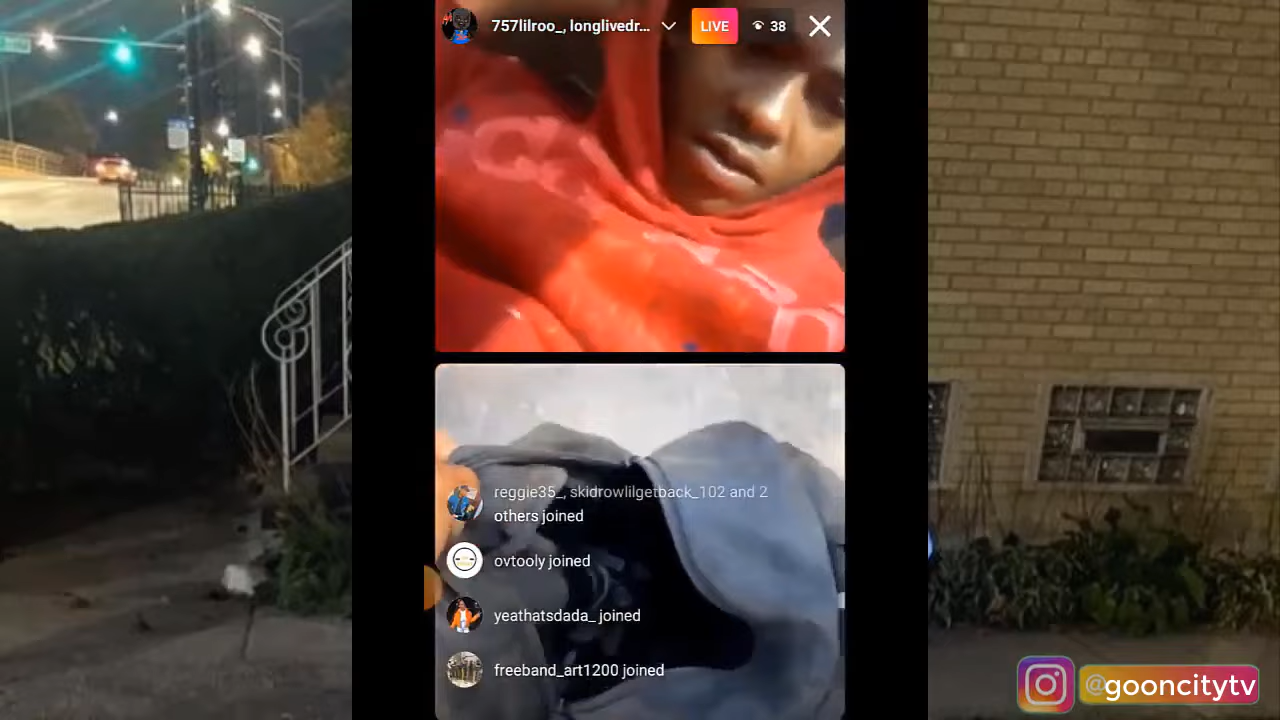 757lilroo_, longlivedr...
LIVE
38
reggie35_, skidrowlilgetback_102 and 2
others joined
ovtooly joined
yeathatsdada_ joined
freeband_art1200 joined
@gooncitytv